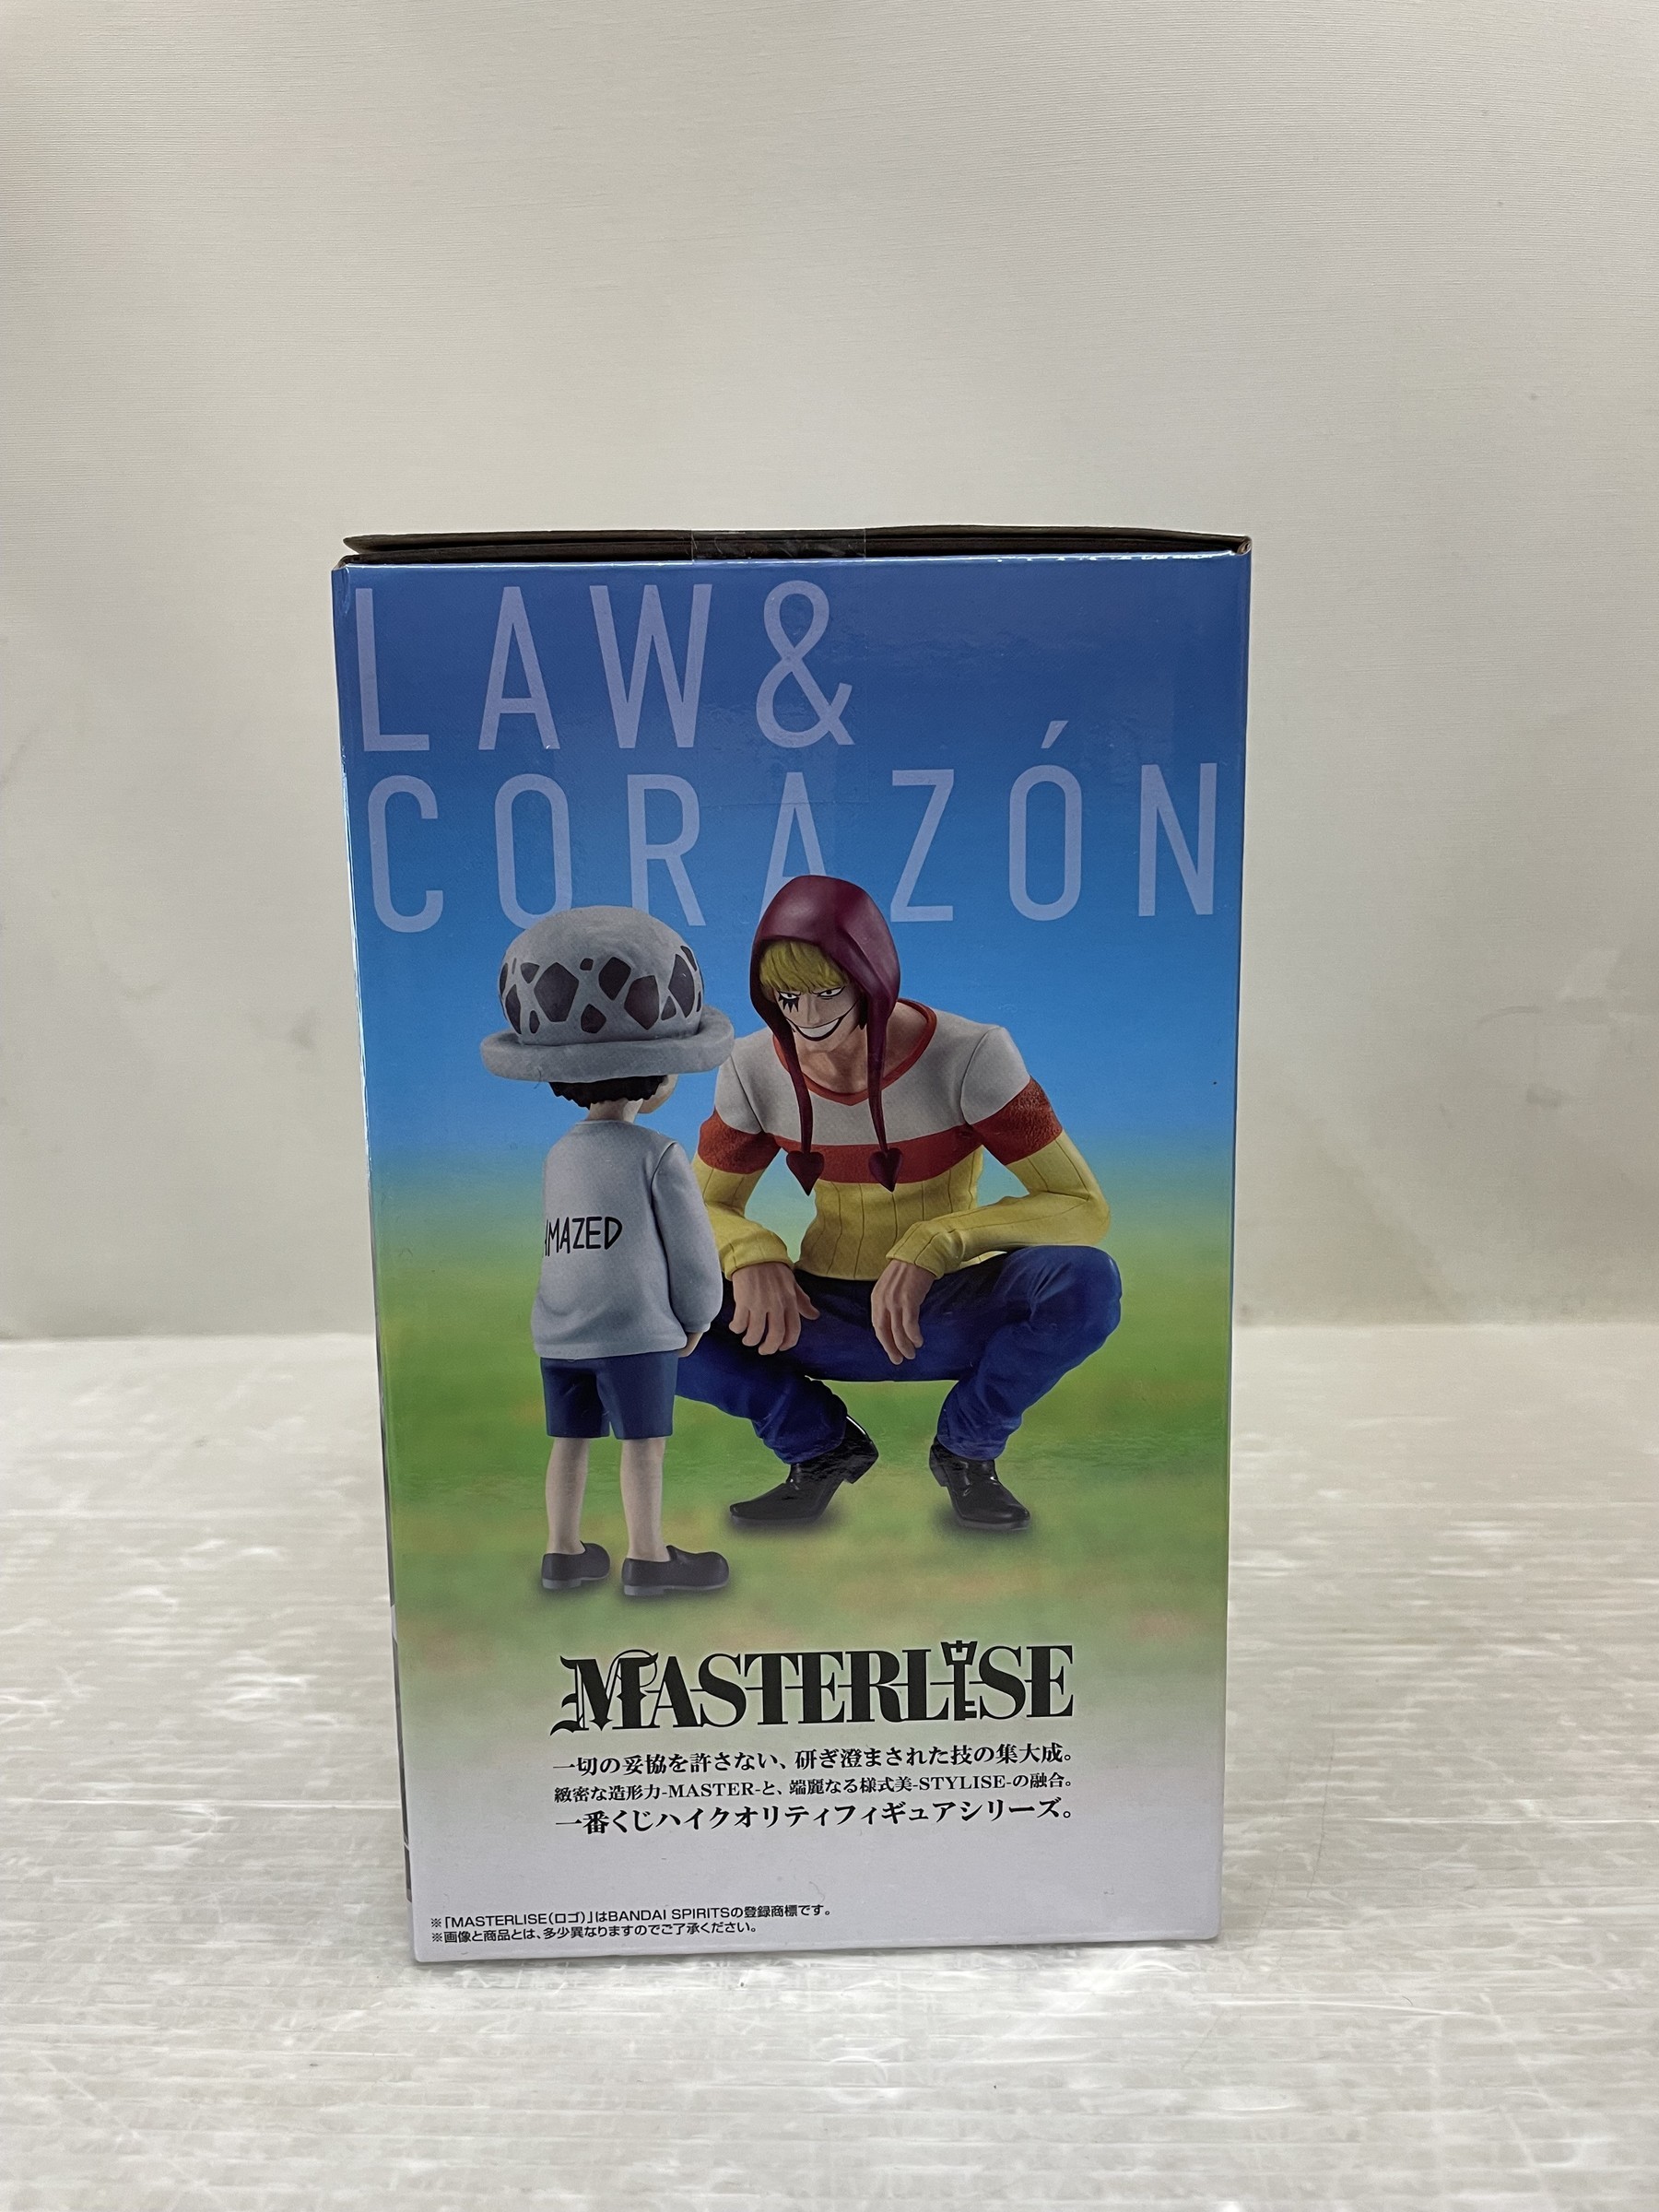 LAW&
CORAZÓN
AMAZED
MASTERLISE
一切の妥協を許さない、研ぎ澄まされた技の集大成。
緻密な造形力-MASTER-と、端麗なる様式美-STYLISE-の融合。
一番くじハイクオリティフィギュアシリーズ。
※「MASTERLISE(ロゴ)」はBANDAI SPIRITSの登録商標です。
※画像と商品とは、多少異なりますのでご了承ください。